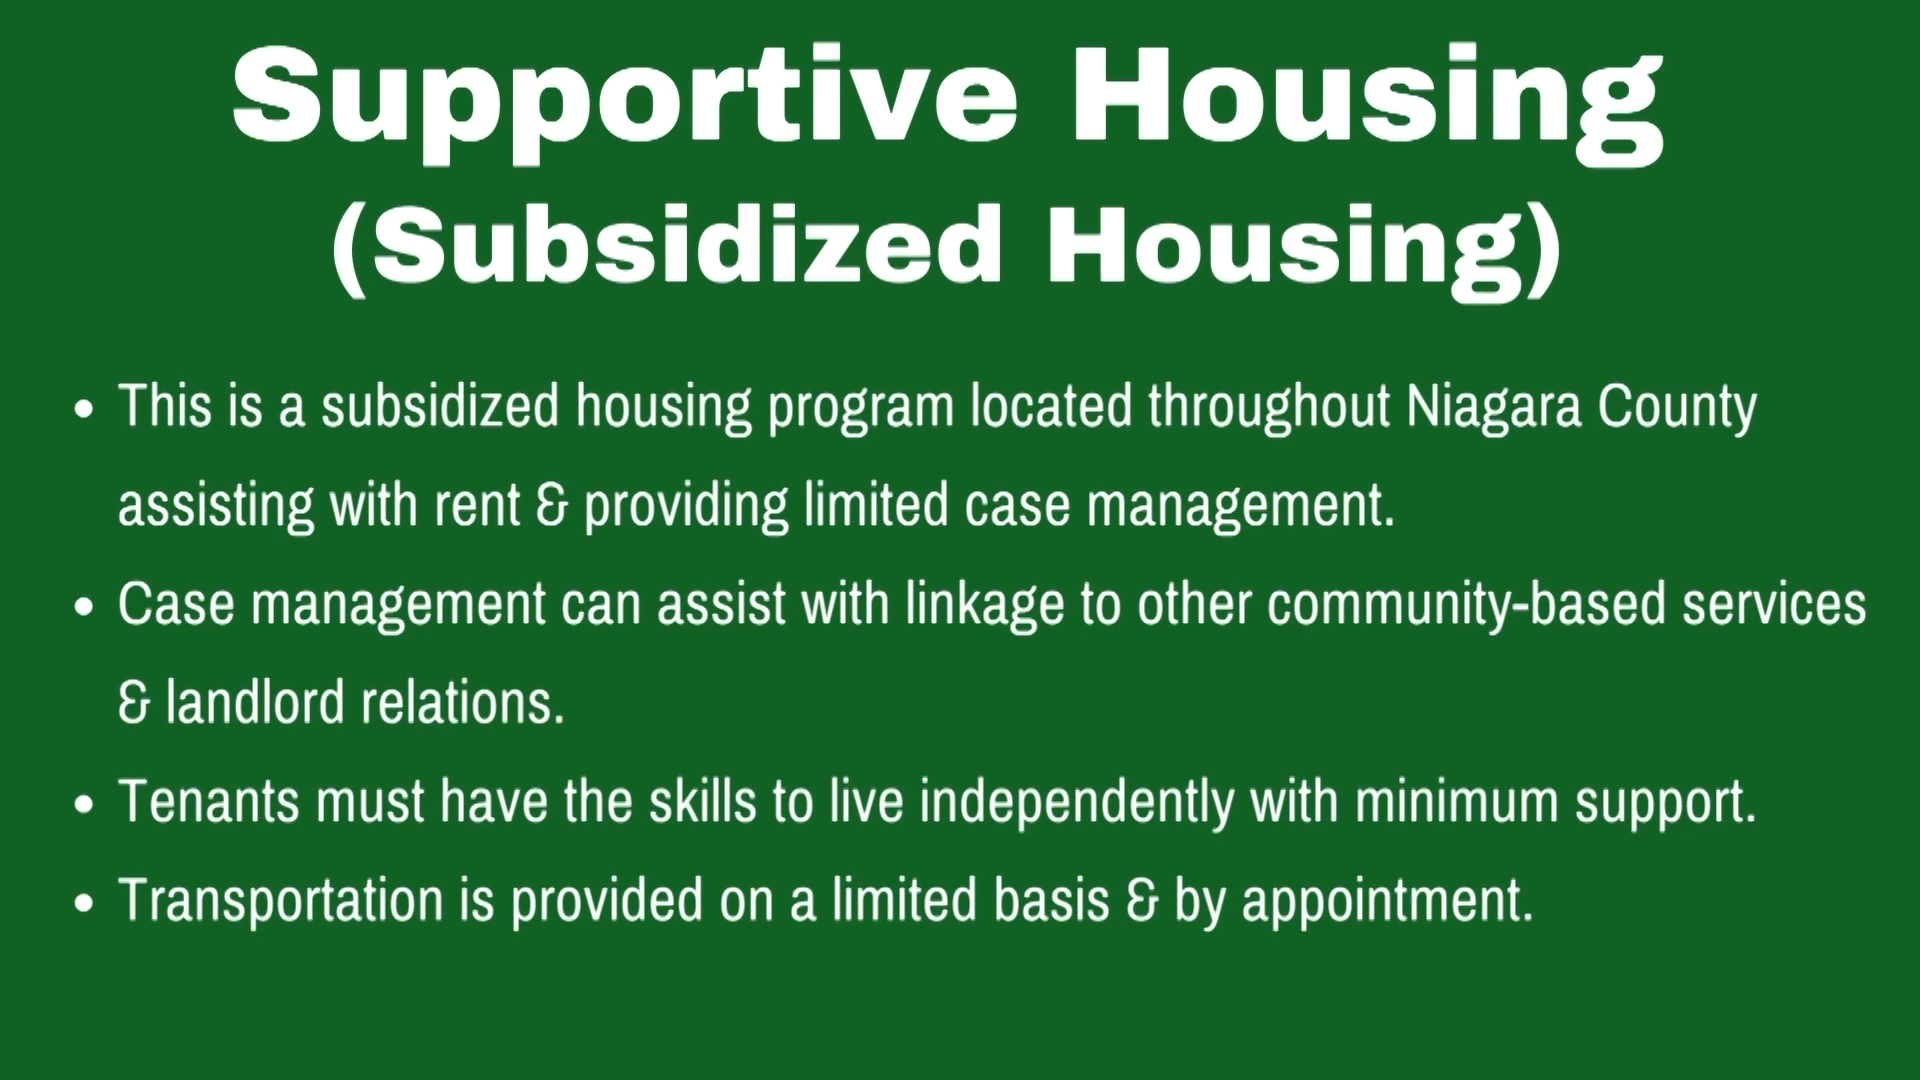 Supportive Housing
(Subsidized Housing)
• This is a subsidized housing program located throughout Niagara County
assisting with rent & providing limited case management.
• Case management can assist with linkage to other community-based services
& landlord relations.
• Tenants must have the skills to live independently with minimum support.
• Transportation is provided on a limited basis & by appointment.